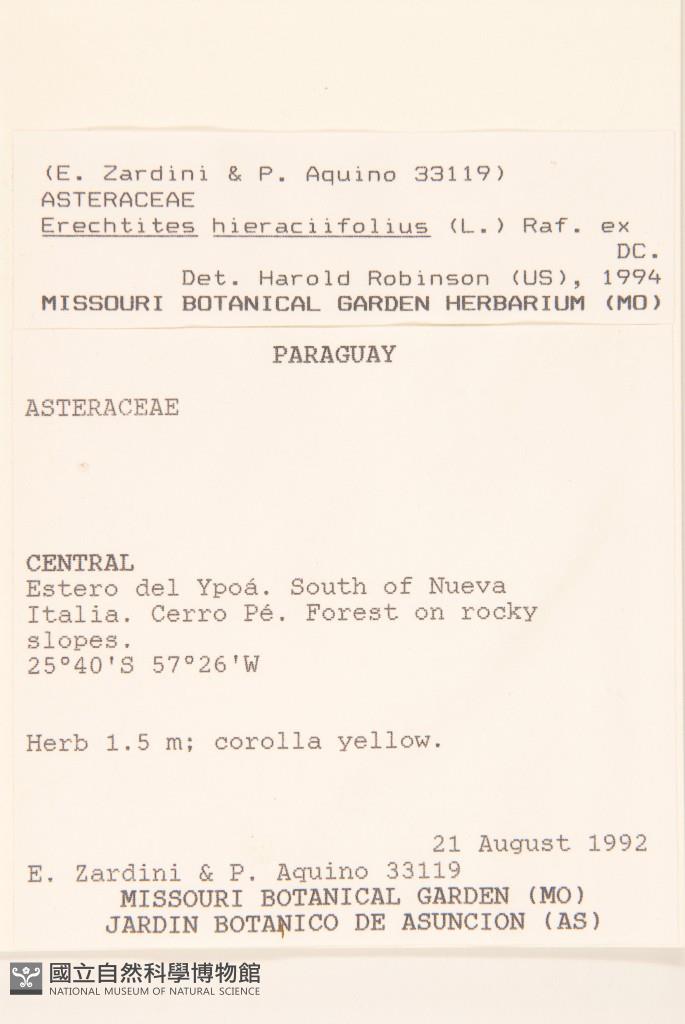 (E. Zardini & P. Aquino 33119)
ASTERACEAE
Erechtites hieraciifolius (L.) Raf. ex
DC.
Det. Harold Robinson (US), 1994
MISSOURI BOTANICAL GARDEN HERBARIUM (MO)
PARAGUAY
ASTERACEAE
CENTRAL
Estero del Ypoá. South of Nueva
Italia. Cerro Pé. Forest on rocky
slopes.
25°40'S 57°26'W
Herb 1.5 m; corolla yellow.
21 August 1992
E. Zardini & P. Aquino 33119
MISSOURI BOTANICAL GARDEN (MO)
JARDIN BOTANICO DE ASUNCION (AS)
國立自然科學博物館
NATIONAL MUSEUM OF NATURAL SCIENCE